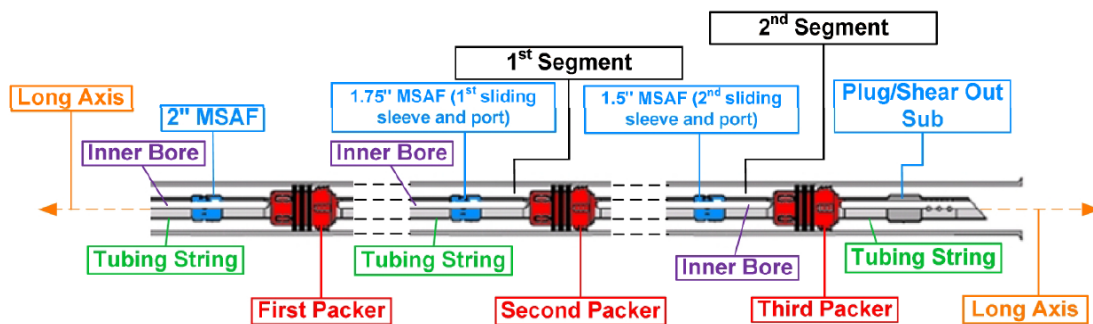 2nd Segment
1st Segment
Long Axis
2" MSAF
1.75" MSAF (1st sliding
sleeve and port)
1.5" MSAF (2nd sliding
sleeve and port)
Plug/Shear Out
Sub
Inner Bore
Inner Bore
Tubing String
Tubing String
Inner Bore
Tubing String
First Packer
Second Packer
Third Packer
Long Axis